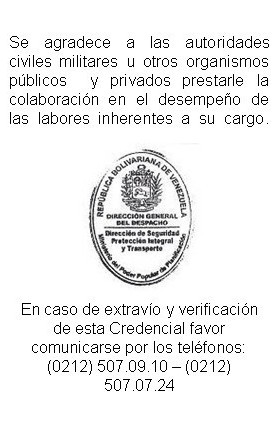 Se agradece a las autoridades
civiles militares u otros organismos
públicos y privados prestarle la
colaboración en el desempeño de
las labores inherentes a su cargo.
REPÚBLICA BOLIVARIANA DE VENEZUELA
DIRECCIÓN GENERAL
DEL DESPACHO
Dirección de Seguridad
Protección Integral
y Transporte
Ministerio del Poder Popular de Planificación
En caso de extravío y verificación
de esta Credencial favor
comunicarse por los teléfonos:
(0212) 507.09.10 – (0212)
507.07.24